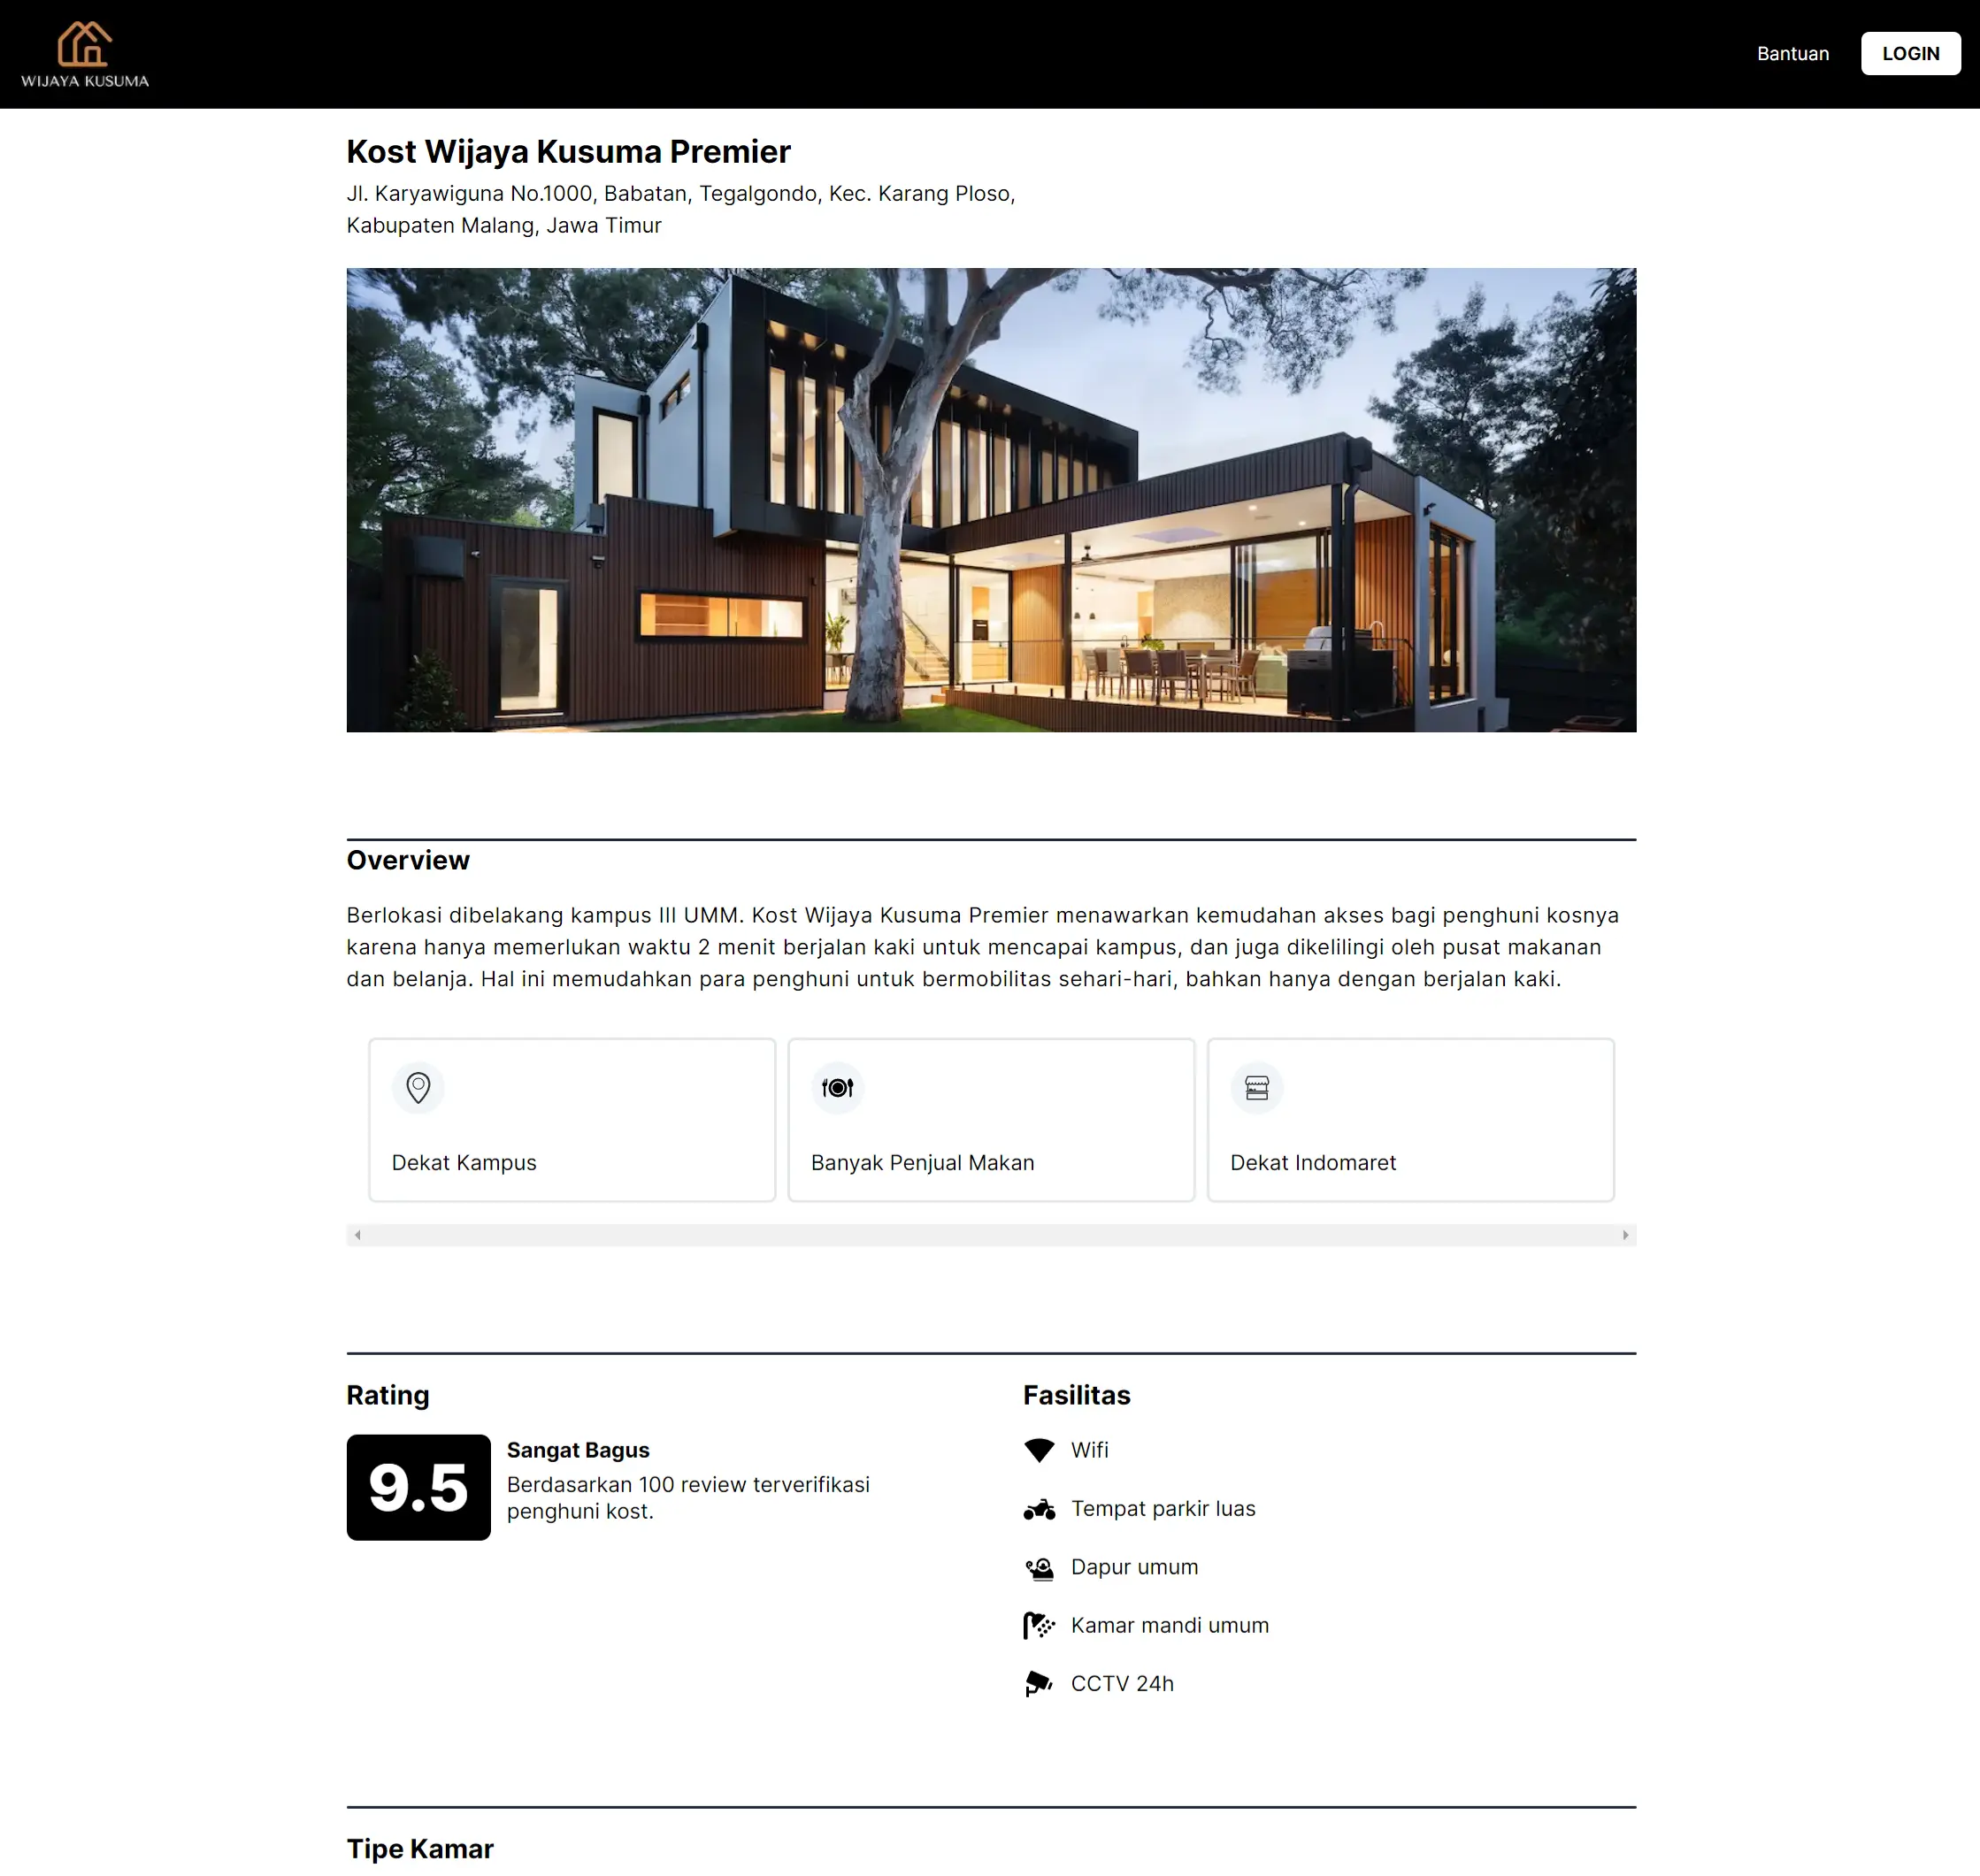 WIJAYA KUSUMA
Bantuan
LOGIN
Kost Wijaya Kusuma Premier
Jl. Karyawiguna No.1000, Babatan, Tegalgondo, Kec. Karang Ploso,
Kabupaten Malang, Jawa Timur
Overview
Berlokasi dibelakang kampus III UMM. Kost Wijaya Kusuma Premier menawarkan kemudahan akses bagi penghuni kosnya
karena hanya memerlukan waktu 2 menit berjalan kaki untuk mencapai kampus, dan juga dikelilingi oleh pusat makanan
dan belanja. Hal ini memudahkan para penghuni untuk bermobilitas sehari-hari, bahkan hanya dengan berjalan kaki.
Dekat Kampus
Banyak Penjual Makan
Dekat Indomaret
Rating
9.5
Sangat Bagus
Berdasarkan 100 review terverifikasi
penghuni kost.
Fasilitas
Wifi
Tempat parkir luas
Dapur umum
Kamar mandi umum
CCTV 24h
Tipe Kamar